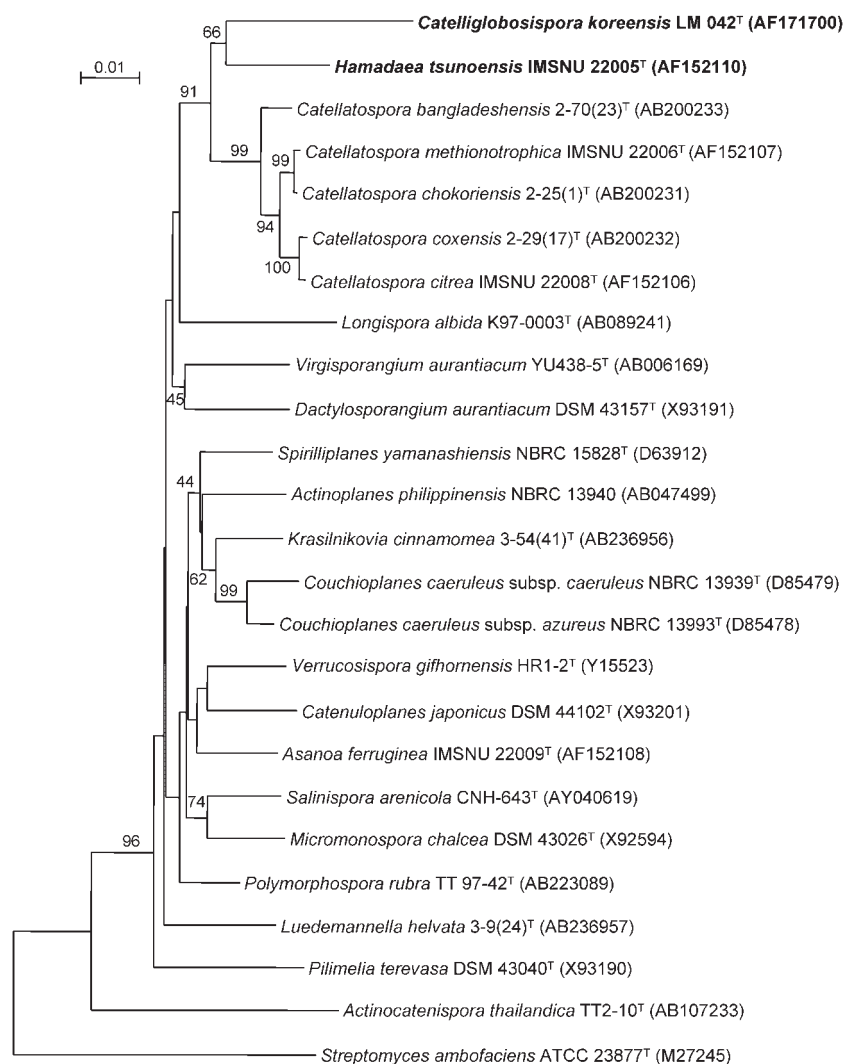 66
Catelliglobosispora koreensis LM 042ᵀ (AF171700)
0.01
Hamadaea tsunoensis IMSNU 22005ᵀ (AF152110)
91
Catellatospora bangladeshensis 2-70(23)ᵀ (AB200233)
99
99
Catellatospora methionotrophica IMSNU 22006ᵀ (AF152107)
Catellatospora chokoriensis 2-25(1)ᵀ (AB200231)
94
Catellatospora coxensis 2-29(17)ᵀ (AB200232)
100
Catellatospora citrea IMSNU 22008ᵀ (AF152106)
Longispora albida K97-0003ᵀ (AB089241)
Virgisporangium aurantiacum YU438-5ᵀ (AB006169)
45
Dactylosporangium aurantiacum DSM 43157ᵀ (X93191)
Spirilliplanes yamanashiensis NBRC 15828ᵀ (D63912)
44
Actinoplanes philippinensis NBRC 13940 (AB047499)
Krasilnikovia cinnamomea 3-54(41)ᵀ (AB236956)
62
99
Couchioplanes caeruleus subsp. caeruleus NBRC 13939ᵀ (D85479)
Couchioplanes caeruleus subsp. azureus NBRC 13993ᵀ (D85478)
Verrucosispora gifhornensis HR1-2ᵀ (Y15523)
Catenuloplanes japonicus DSM 44102ᵀ (X93201)
Asanoa ferruginea IMSNU 22009ᵀ (AF152108)
74
Salinispora arenicola CNH-643ᵀ (AY040619)
Micromonospora chalcea DSM 43026ᵀ (X92594)
96
Polymorphospora rubra TT 97-42ᵀ (AB223089)
Luedemannella helvata 3-9(24)ᵀ (AB236957)
Pilimelia terevasa DSM 43040ᵀ (X93190)
Actinocatenispora thailandica TT2-10ᵀ (AB107233)
Streptomyces ambofaciens ATCC 23877ᵀ (M27245)